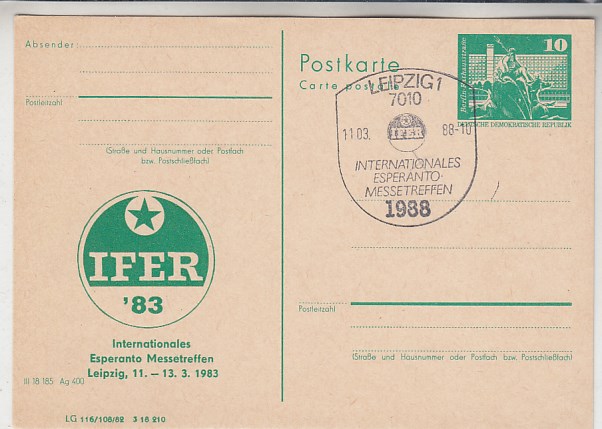 Absender:
Postleitzahl
(Straße und Hausnummer oder Postfach
bzw. Postschließfach)
IFER
'83
Internationales
Esperanto Messetreffen
Leipzig, 11. – 13. 3. 1983
III 18 185 Ag 400
LG 116/108/82 3 18 210
Postkarte
Carte postale
10
Berlin, Rathausstrasse
DEUTSCHE DEMOKRATISCHE REPUBLIK
LEIPZIG 1
7010
11.03. 88-10
IFER
INTERNATIONALES
ESPERANTO-
MESSETREFFEN
1988
Postleitzahl
(Straße und Hausnummer oder Postfach bzw. Postschließfach)